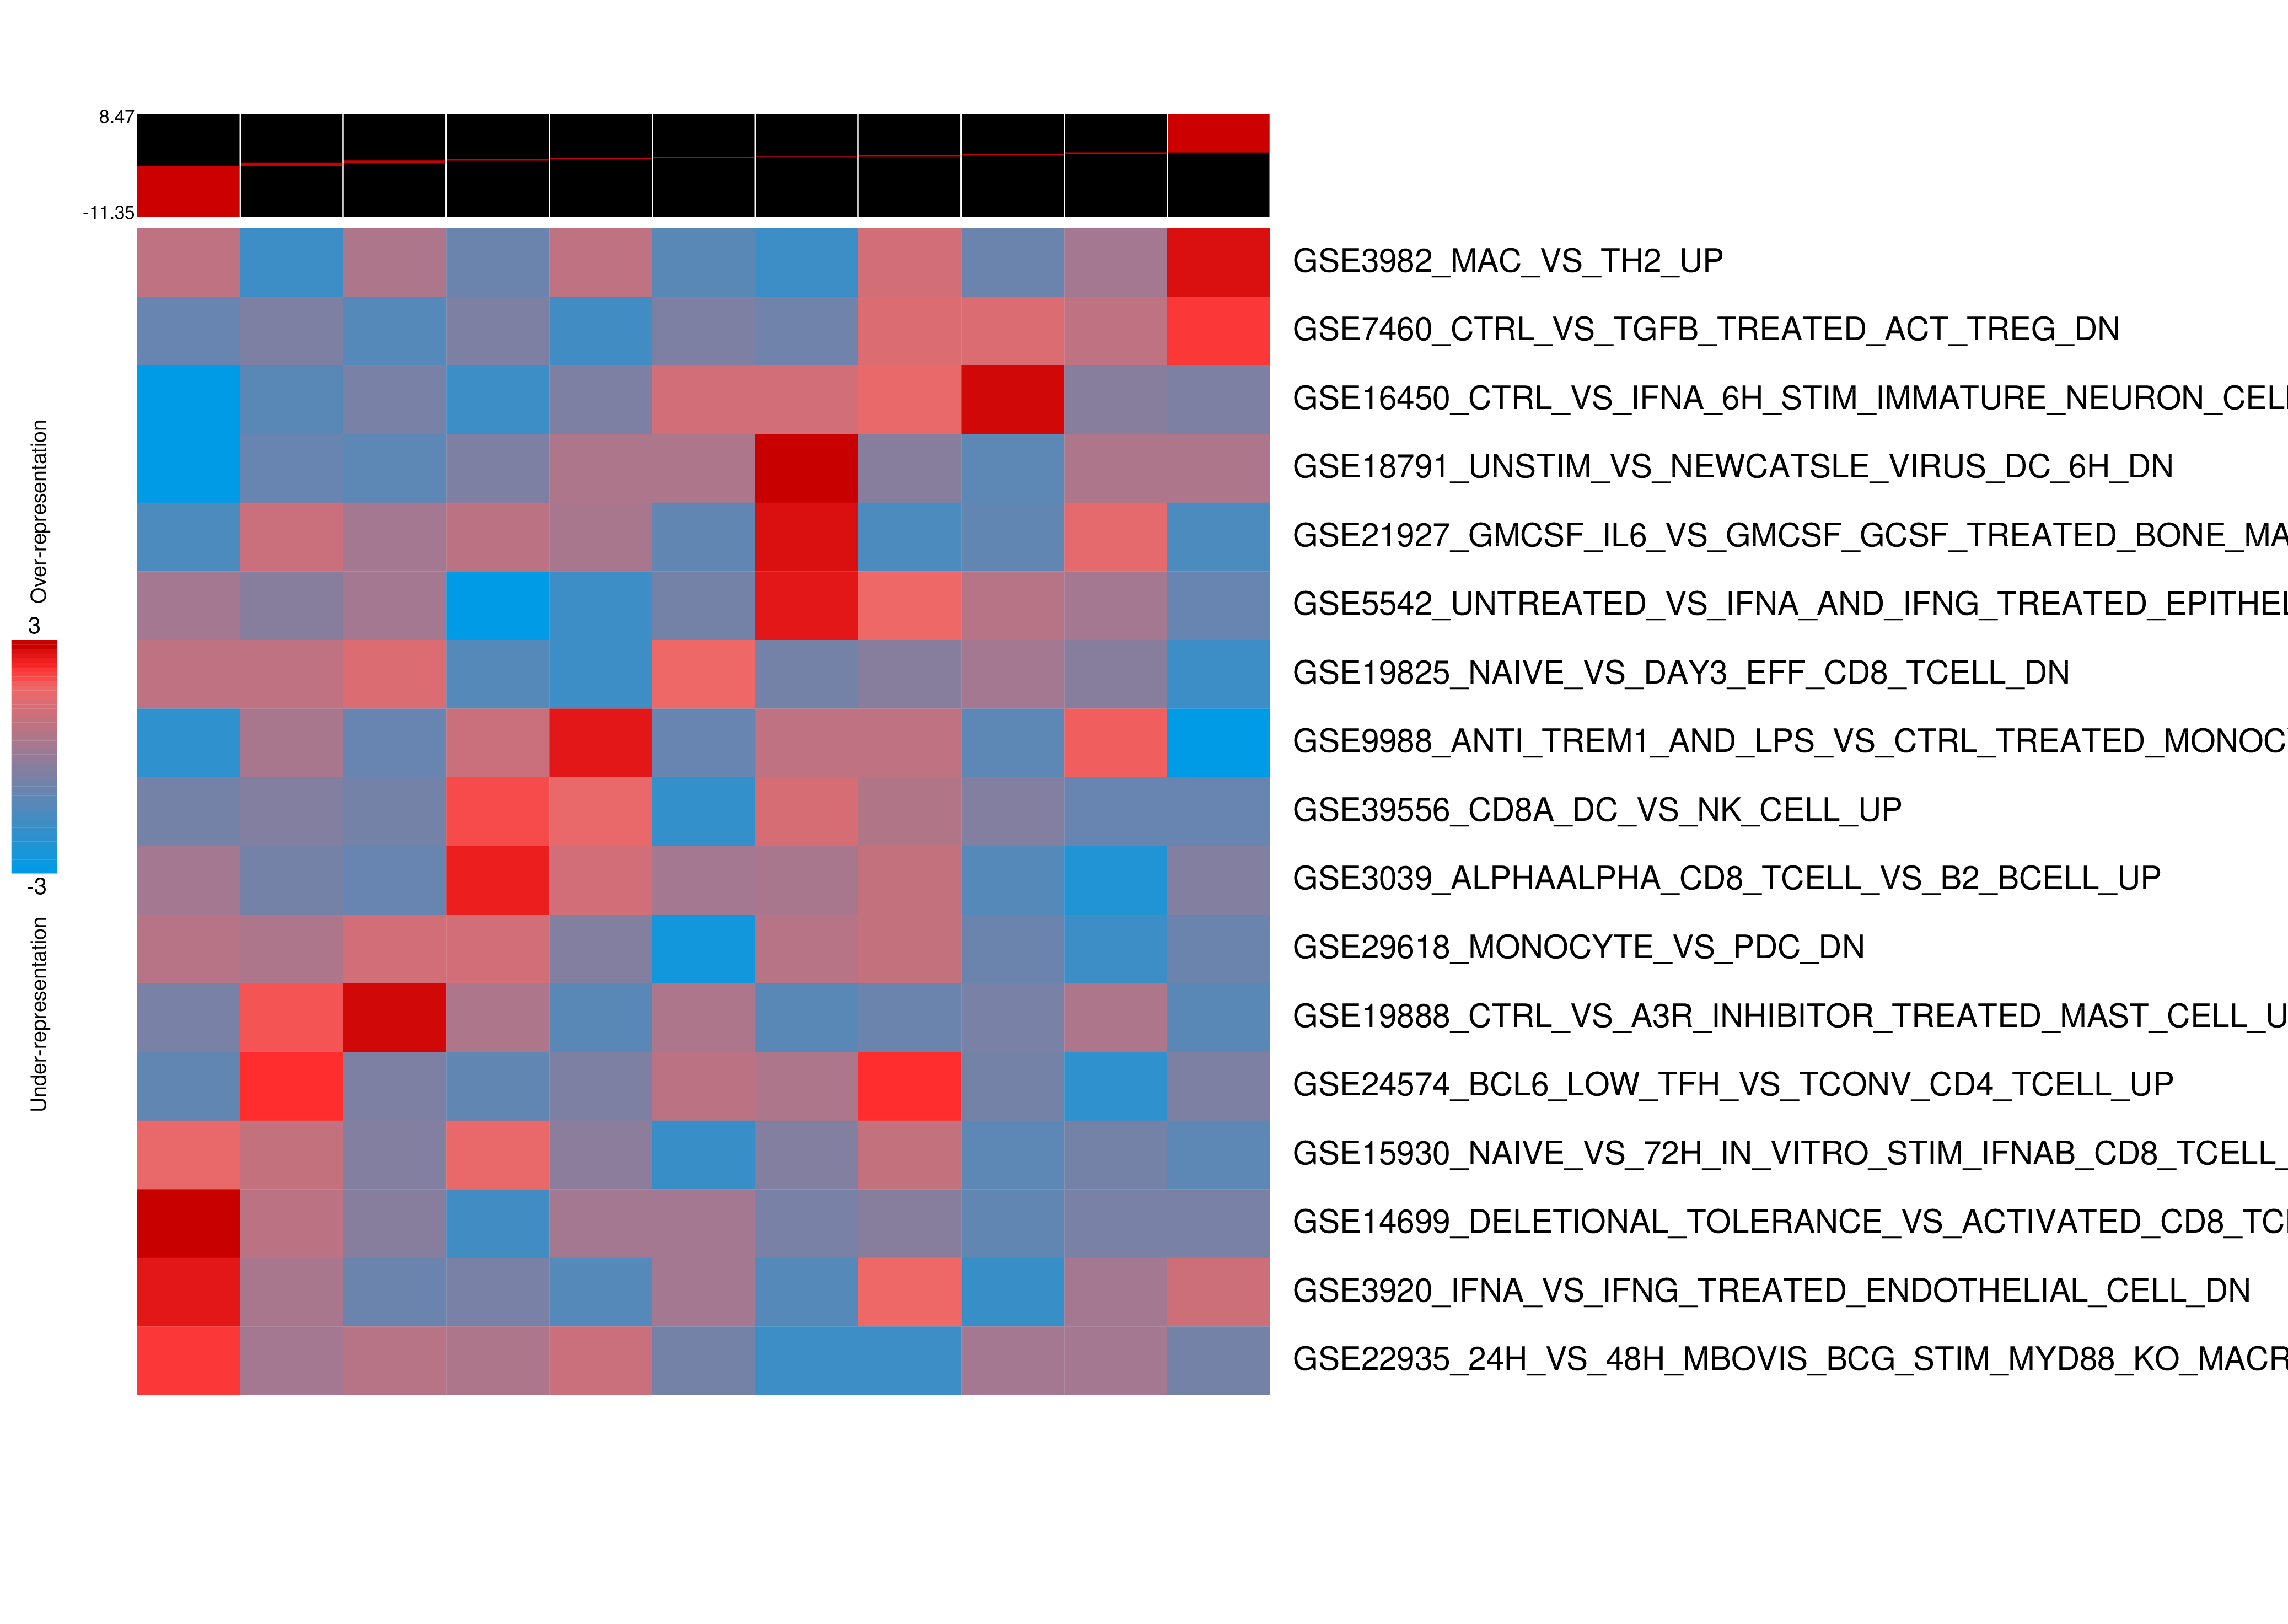 8.47
-11.35
GSE3982_MAC_VS_TH2_UP
GSE7460_CTRL_VS_TGFB_TREATED_ACT_TREG_DN
GSE16450_CTRL_VS_IFNA_6H_STIM_IMMATURE_NEURON_CEL
GSE18791_UNSTIM_VS_NEWCATSLE_VIRUS_DC_6H_DN
GSE21927_GMCSF_IL6_VS_GMCSF_GCSF_TREATED_BONE_MA
GSE5542_UNTREATED_VS_IFNA_AND_IFNG_TREATED_EPITHEL
GSE19825_NAIVE_VS_DAY3_EFF_CD8_TCELL_DN
GSE9988_ANTI_TREM1_AND_LPS_VS_CTRL_TREATED_MONOC
GSE39556_CD8A_DC_VS_NK_CELL_UP
GSE3039_ALPHAALPHA_CD8_TCELL_VS_B2_BCELL_UP
GSE29618_MONOCYTE_VS_PDC_DN
GSE19888_CTRL_VS_A3R_INHIBITOR_TREATED_MAST_CELL_U
GSE24574_BCL6_LOW_TFH_VS_TCONV_CD4_TCELL_UP
GSE15930_NAIVE_VS_72H_IN_VITRO_STIM_IFNAB_CD8_TCELL_
GSE14699_DELETIONAL_TOLERANCE_VS_ACTIVATED_CD8_TC
GSE3920_IFNA_VS_IFNG_TREATED_ENDOTHELIAL_CELL_DN
GSE22935_24H_VS_48H_MBOVIS_BCG_STIM_MYD88_KO_MACR
Over-representation
3
-3
Under-representation